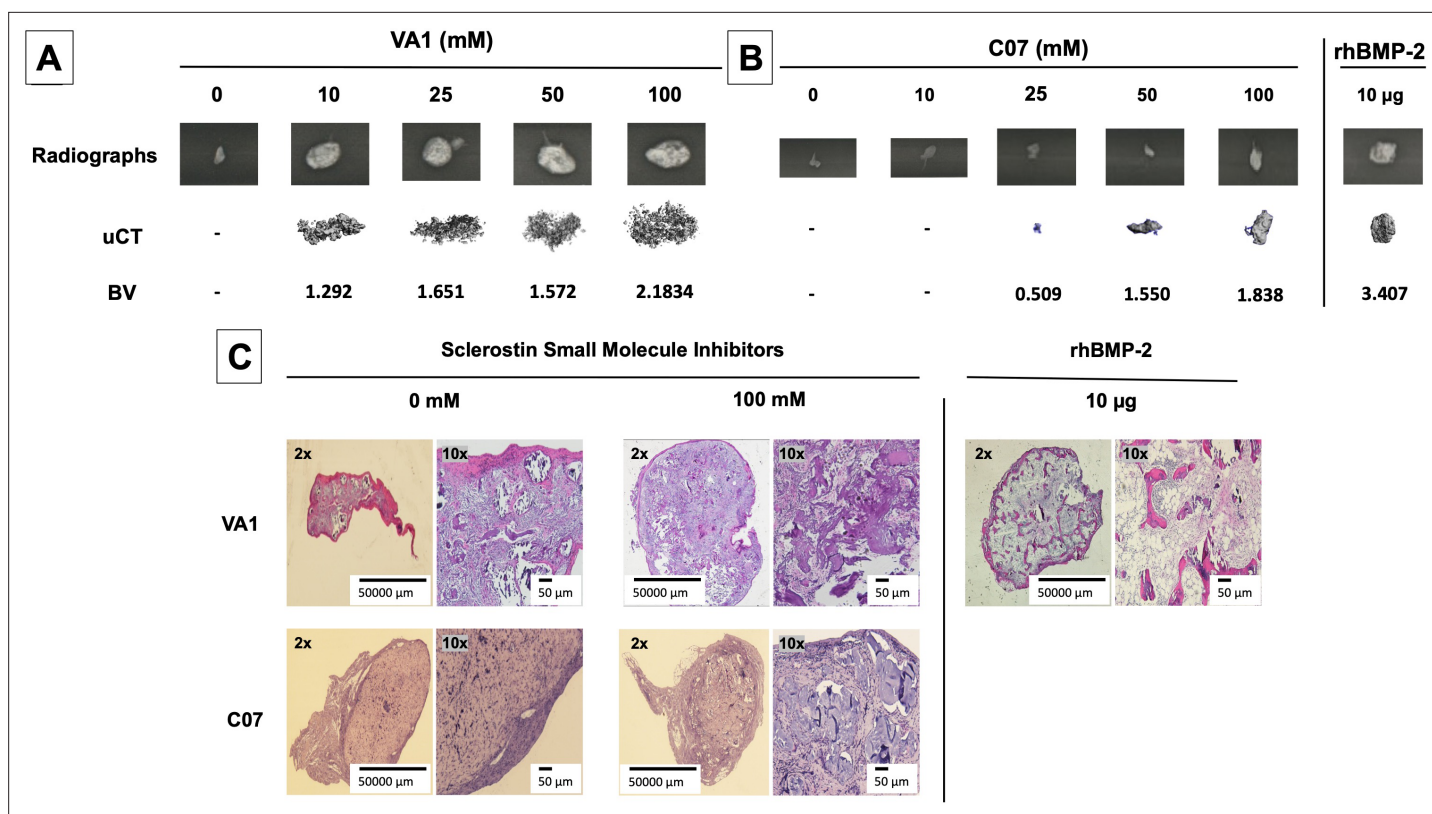 A
VA1 (mM)
0 10 25 50 100
Radiographs
uCT
-
BV
- 1.292 1.651 1.572 2.1834
B
C07 (mM)
0 10 25 50 100
- -
- - 0.509 1.550 1.838
rhBMP-2
10 µg
3.407
C
Sclerostin Small Molecule Inhibitors
rhBMP-2
0 mM 100 mM 10 µg
VA1
2x 10x 2x 10x 2x 10x
50000 µm 50 µm 50000 µm 50 µm 50000 µm 50 µm
C07
2x 10x 2x 10x
50000 µm 50 µm 50000 µm 50 µm